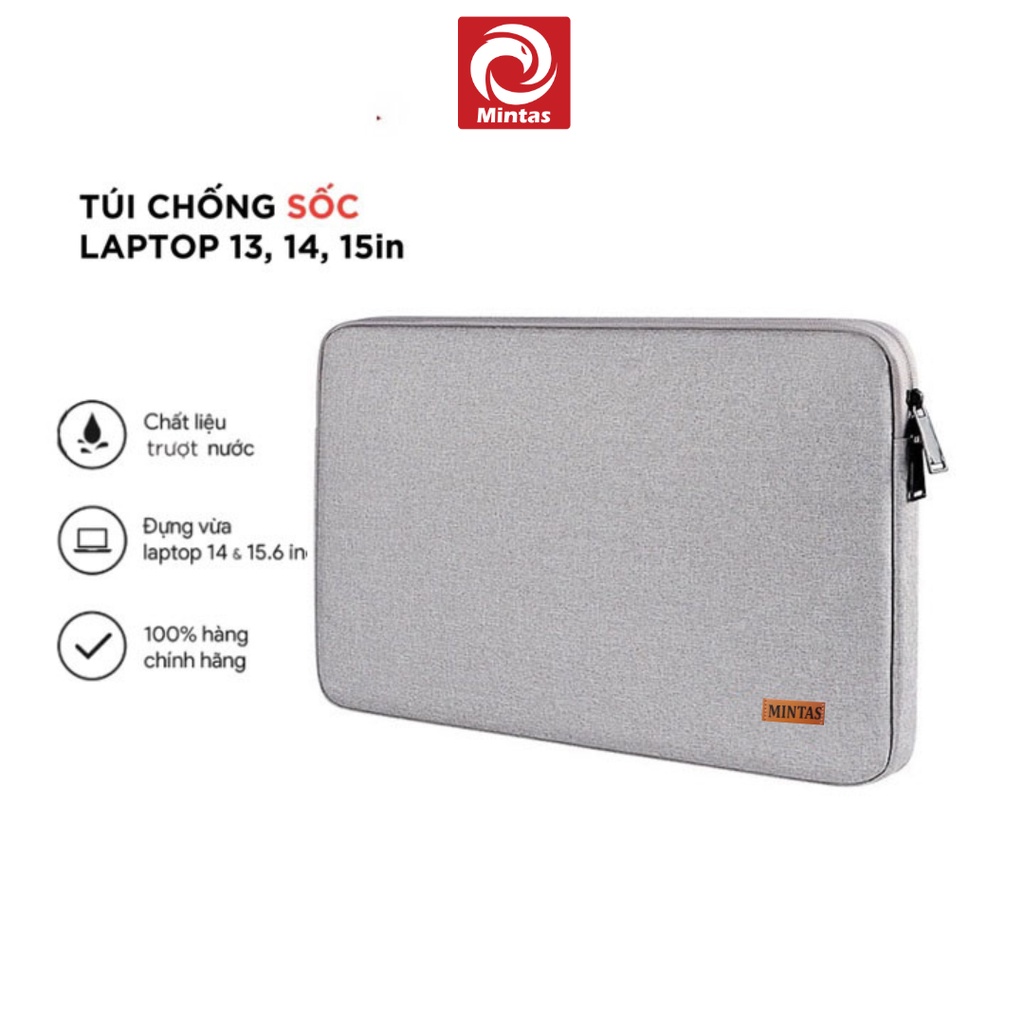 Mintas
TÚI CHỐNG SỐC
LAPTOP 13, 14, 15in
Chất liệu
trượt nước
Đựng vừa
laptop 14 & 15.6 in
100% hàng
chính hãng
MINTAS